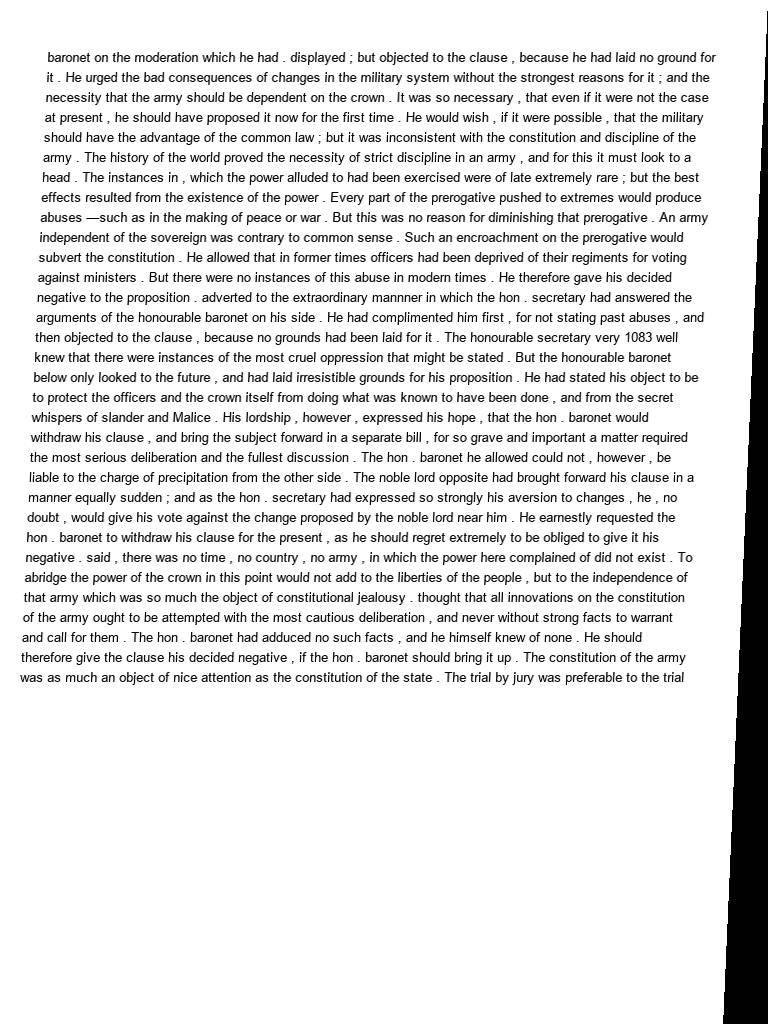 baronet on the moderation which he had . displayed ; but objected to the clause , because he had laid no ground for
it . He urged the bad consequences of changes in the military system without the strongest reasons for it ; and the
necessity that the army should be dependent on the crown . It was so necessary , that even if it were not the case
at present , he should have proposed it now for the first time . He would wish , if it were possible , that the military
should have the advantage of the common law ; but it was inconsistent with the constitution and discipline of the
army . The history of the world proved the necessity of strict discipline in an army , and for this it must look to a
head . The instances in , which the power alluded to had been exercised were of late extremely rare ; but the best
effects resulted from the existence of the power . Every part of the prerogative pushed to extremes would produce
abuses —such as in the making of peace or war . But this was no reason for diminishing that prerogative . An army
independent of the sovereign was contrary to common sense . Such an encroachment on the prerogative would
subvert the constitution . He allowed that in former times officers had been deprived of their regiments for voting
against ministers . But there were no instances of this abuse in modern times . He therefore gave his decided
negative to the proposition . adverted to the extraordinary mannner in which the hon . secretary had answered the
arguments of the honourable baronet on his side . He had complimented him first , for not stating past abuses , and
then objected to the clause , because no grounds had been laid for it . The honourable secretary very 1083 well
knew that there were instances of the most cruel oppression that might be stated . But the honourable baronet
below only looked to the future , and had laid irresistible grounds for his proposition . He had stated his object to be
to protect the officers and the crown itself from doing what was known to have been done , and from the secret
whispers of slander and Malice . His lordship , however , expressed his hope , that the hon . baronet would
withdraw his clause , and bring the subject forward in a separate bill , for so grave and important a matter required
the most serious deliberation and the fullest discussion . The hon . baronet he allowed could not , however , be
liable to the charge of precipitation from the other side . The noble lord opposite had brought forward his clause in a
manner equally sudden ; and as the hon . secretary had expressed so strongly his aversion to changes , he , no
doubt , would give his vote against the change proposed by the noble lord near him . He earnestly requested the
hon . baronet to withdraw his clause for the present , as he should regret extremely to be obliged to give it his
negative . said , there was no time , no country , no army , in which the power here complained of did not exist . To
abridge the power of the crown in this point would not add to the liberties of the people , but to the independence of
that army which was so much the object of constitutional jealousy . thought that all innovations on the constitution
of the army ought to be attempted with the most cautious deliberation , and never without strong facts to warrant
and call for them . The hon . baronet had adduced no such facts , and he himself knew of none . He should
therefore give the clause his decided negative , if the hon . baronet should bring it up . The constitution of the army
was as much an object of nice attention as the constitution of the state . The trial by jury was preferable to the trial